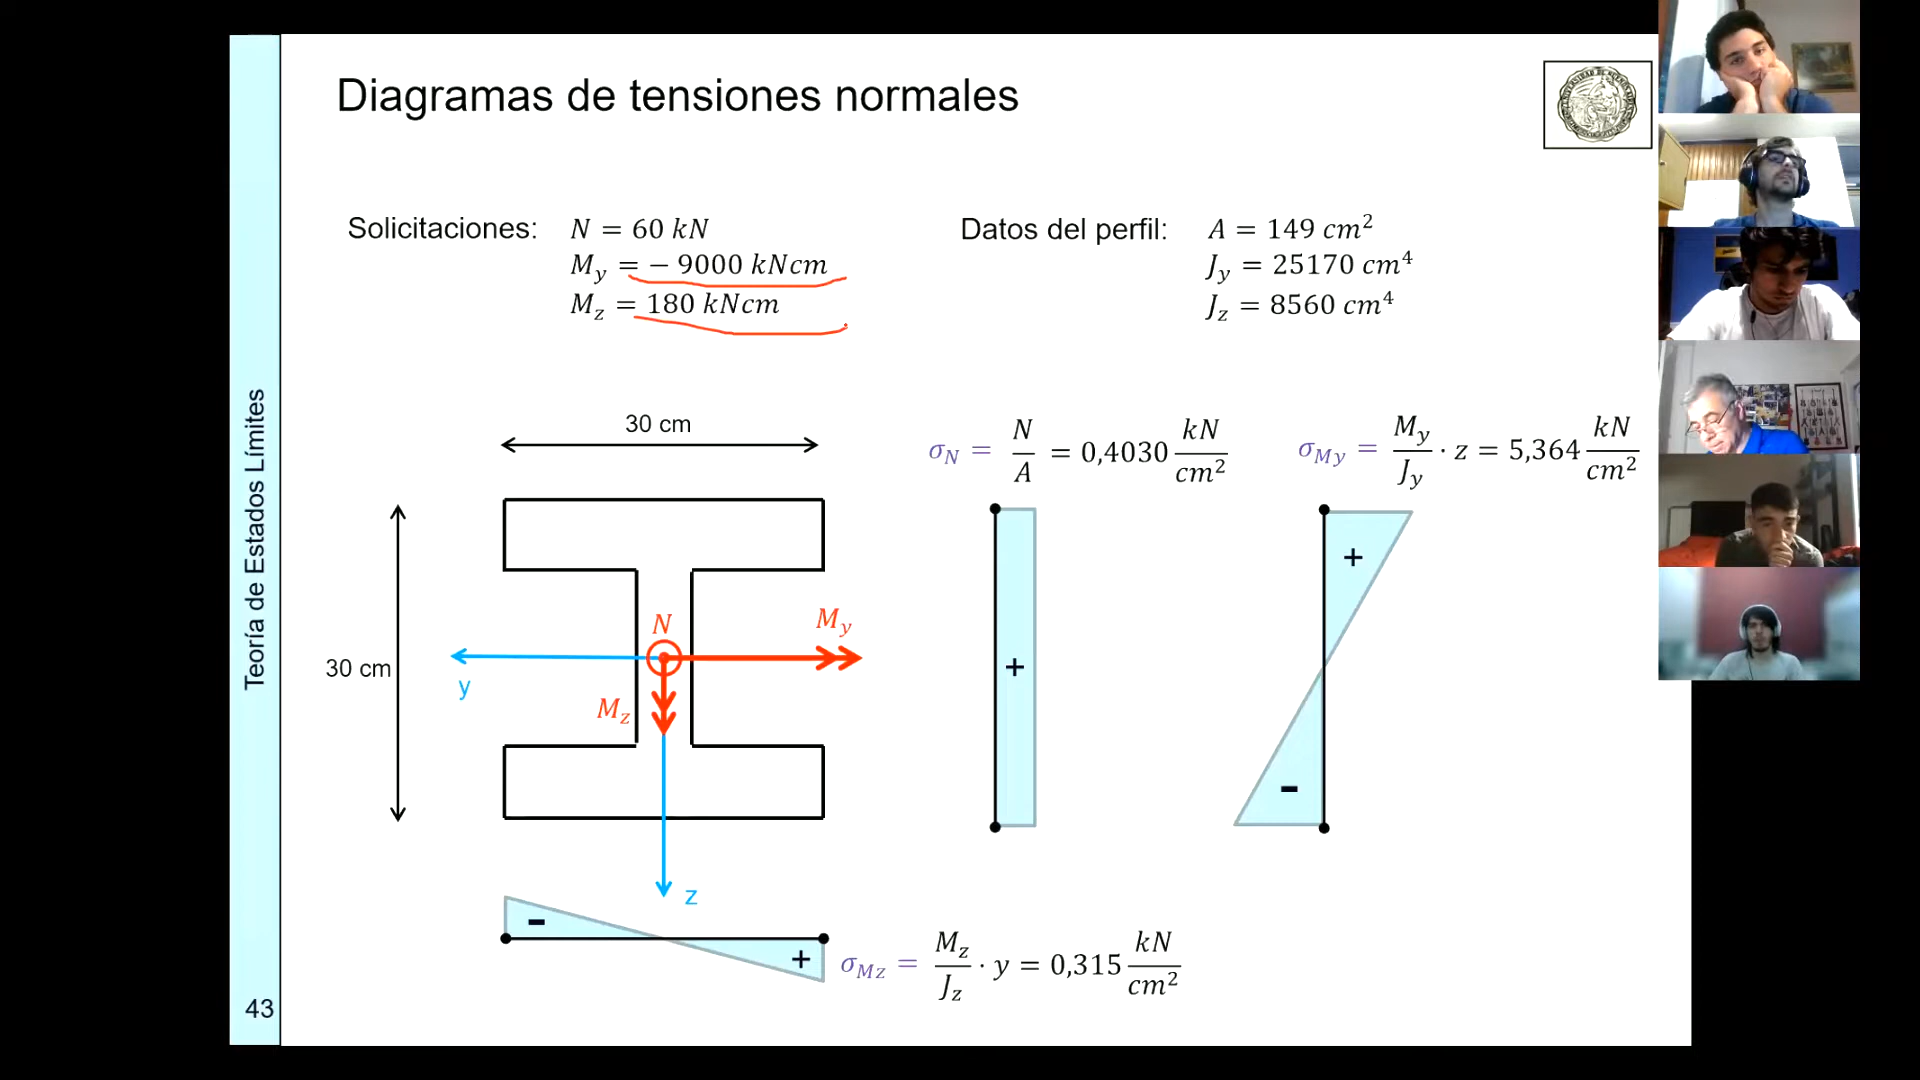 Diagramas de tensiones normales
Solicitaciones: N = 60 kN
M_y = − 9000 kNcm
M_z = 180 kNcm
Datos del perfil: A = 149 cm²
J_y = 25170 cm⁴
J_z = 8560 cm⁴
30 cm
30 cm
N
M_y
M_z
y
z
σ_N = N/A = 0,4030 kN/cm²
+
σ_My = M_y/J_y · z = 5,364 kN/cm²
+
-
-
+
σ_Mz = M_z/J_z · y = 0,315 kN/cm²
Teoría de Estados Límites
43